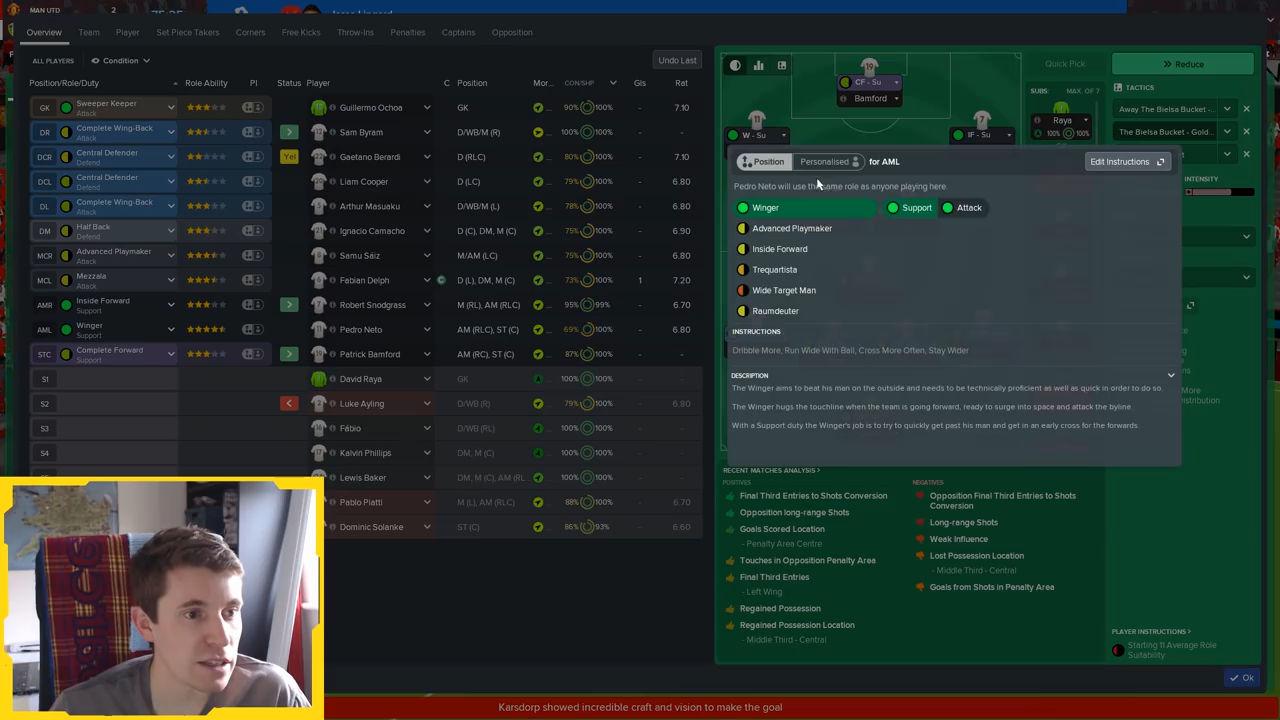 MAN UTD
Overview
Team
Player
Set Piece Takers
Corners
Free Kicks
Throw-Ins
Penalties
Captains
Opposition
ALL PLAYERS
Condition
Undo Last
Position/Role/Duty
Role Ability
PI
Status
Player
C
Position
Mor...
CON/SHP
Gls
Rat
GK Sweeper Keeper Attack Guillermo Ochoa GK 90% 100% - 7.10
DR Complete Wing-Back Attack Sam Byram D/WB/M (R) 100% 100% - -
DCR Central Defender Defend Yel Gaetano Berardi D (RLC) 80% 100% - 7.10
DCL Central Defender Defend Liam Cooper D (LC) 79% 100% - 6.80
DL Complete Wing-Back Attack Arthur Masuaku D/WB/M (L) 78% 100% - 6.80
DM Half Back Defend Ignacio Camacho D (C), DM, M (C) 75% 100% - 6.90
MCR Advanced Playmaker Attack Samu Sáiz M/AM (LC) 75% 100% - 6.80
MCL Mezzala Attack Fabian Delph C D (L), DM, M (C) 73% 100% 1 7.20
AMR Inside Forward Support Robert Snodgrass M (RL), AM (RLC) 95% 99% - 6.70
AML Winger Support Pedro Neto AM (RLC), ST (C) 69% 100% - 6.80
STC Complete Forward Support Patrick Bamford AM (RC), ST (C) 87% 100% - -
S1 David Raya GK 100% 100% - -
S2 Luke Ayling D/WB (R) 79% 100% - 6.80
S3 Fábio D/WB (RL) 100% 100% - -
S4 Kalvin Phillips DM, M (C) 100% 100% - -
Lewis Baker DM, M (C), AM (RL... 100% 100% - -
Pablo Piatti M (L), AM (RLC) 88% 100% - 6.70
Dominic Solanke ST (C) 86% 93% - 6.60
19
CF - Su
Bamford
11
W - Su
7
IF - Su
Quick Pick
Reduce
SUBS: MAX. OF 7
Raya
100% 100%
TACTICS
Away The Bielsa Bucket -...
The Bielsa Bucket - Gold...
INTENSITY
Position
Personalised
for AML
Edit Instructions
Pedro Neto will use the same role as anyone playing here.
Winger
Support
Attack
Advanced Playmaker
Inside Forward
Trequartista
Wide Target Man
Raumdeuter
INSTRUCTIONS
Dribble More, Run Wide With Ball, Cross More Often, Stay Wider
DESCRIPTION
The Winger aims to beat his man on the outside and needs to be technically proficient as well as quick in order to do so.
The Winger hugs the touchline when the team is going forward, ready to surge into space and attack the byline.
With a Support duty the Winger's job is to try to quickly get past his man and get in an early cross for the forwards.
More
Distribution
RECENT MATCHES ANALYSIS >
POSITIVES
Final Third Entries to Shots Conversion
Opposition long-range Shots
Goals Scored Location
- Penalty Area Centre
Touches in Opposition Penalty Area
Final Third Entries
- Left Wing
Regained Possession
Regained Possession Location
- Middle Third - Central
NEGATIVES
Opposition Final Third Entries to Shots
Conversion
Long-range Shots
Weak Influence
Lost Possession Location
- Middle Third - Central
Goals from Shots in Penalty Area
PLAYER INSTRUCTIONS >
Starting 11 Average Role
Suitability
Ok
Karsdorp showed incredible craft and vision to make the goal